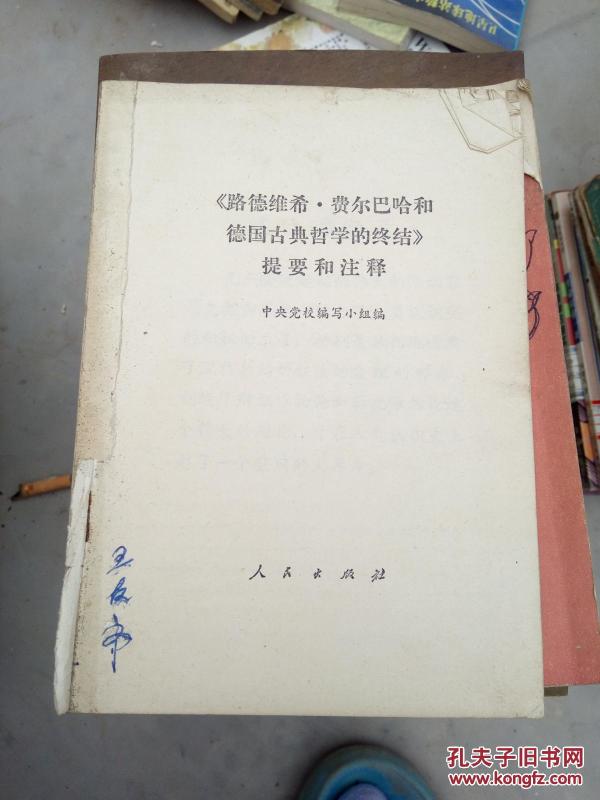 《路德维希·费尔巴哈和
德国古典哲学的终结》
提要和注释
中央党校编写小组编
人民出版社
孔夫子旧书网
www.kongfz.com